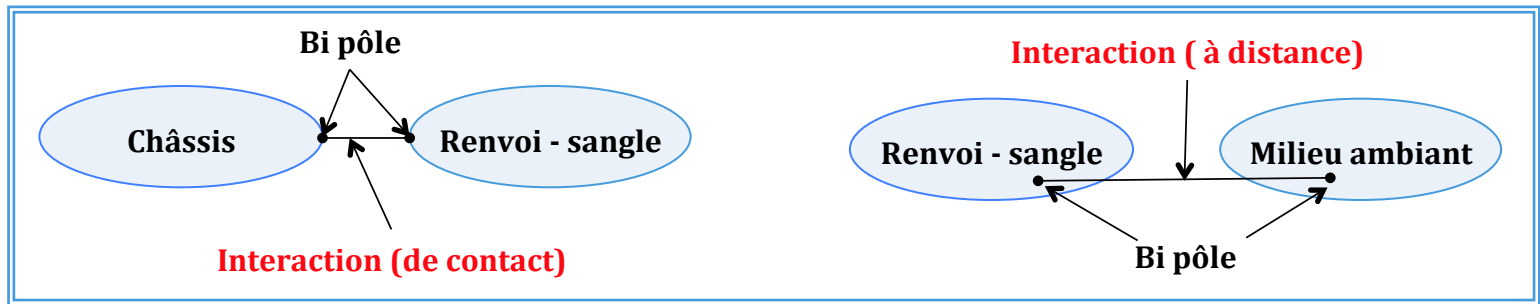 Bi pôle
Châssis
Renvoi - sangle
Interaction (de contact)
Interaction ( à distance)
Renvoi - sangle
Milieu ambiant
Bi pôle